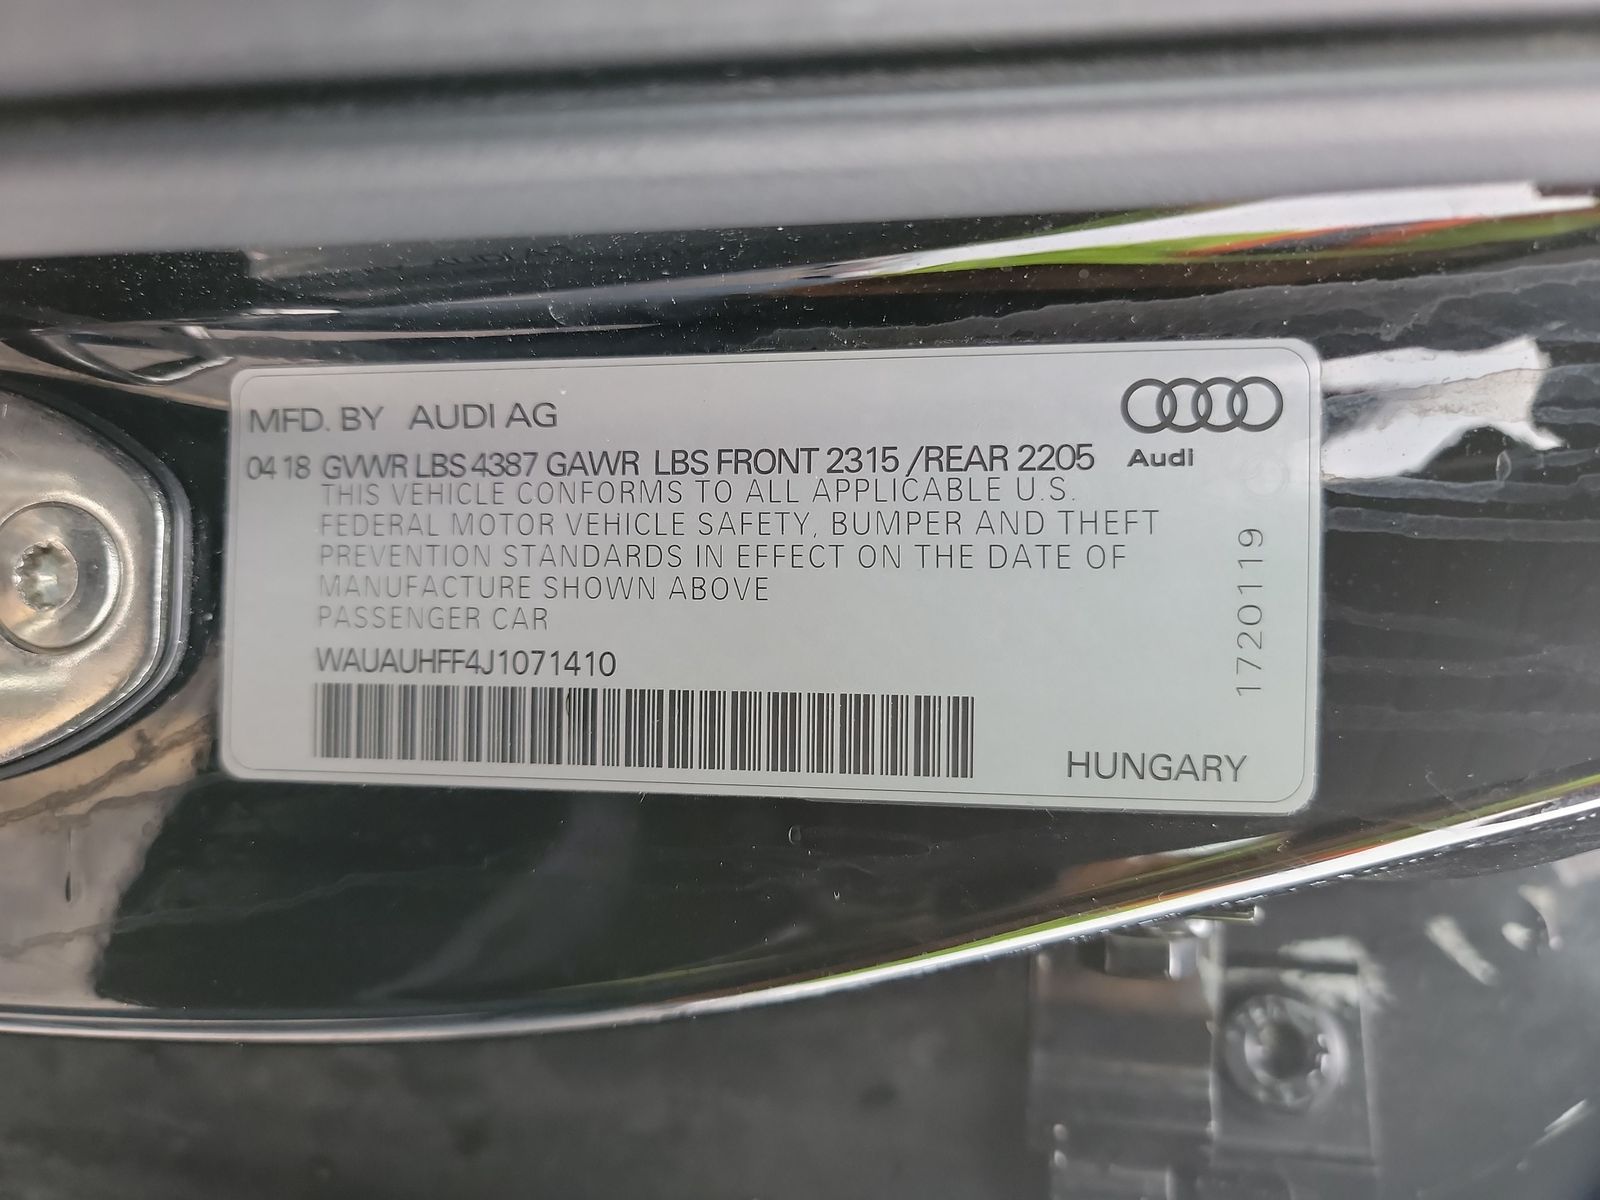 MFD. BY AUDI AG
04 18 GVWR LBS 4387 GAWR LBS FRONT 2315 /REAR 2205
Audi
THIS VEHICLE CONFORMS TO ALL APPLICABLE U.S.
FEDERAL MOTOR VEHICLE SAFETY, BUMPER AND THEFT
PREVENTION STANDARDS IN EFFECT ON THE DATE OF
MANUFACTURE SHOWN ABOVE
PASSENGER CAR
WAUAUHFF4J1071410
1720119
HUNGARY